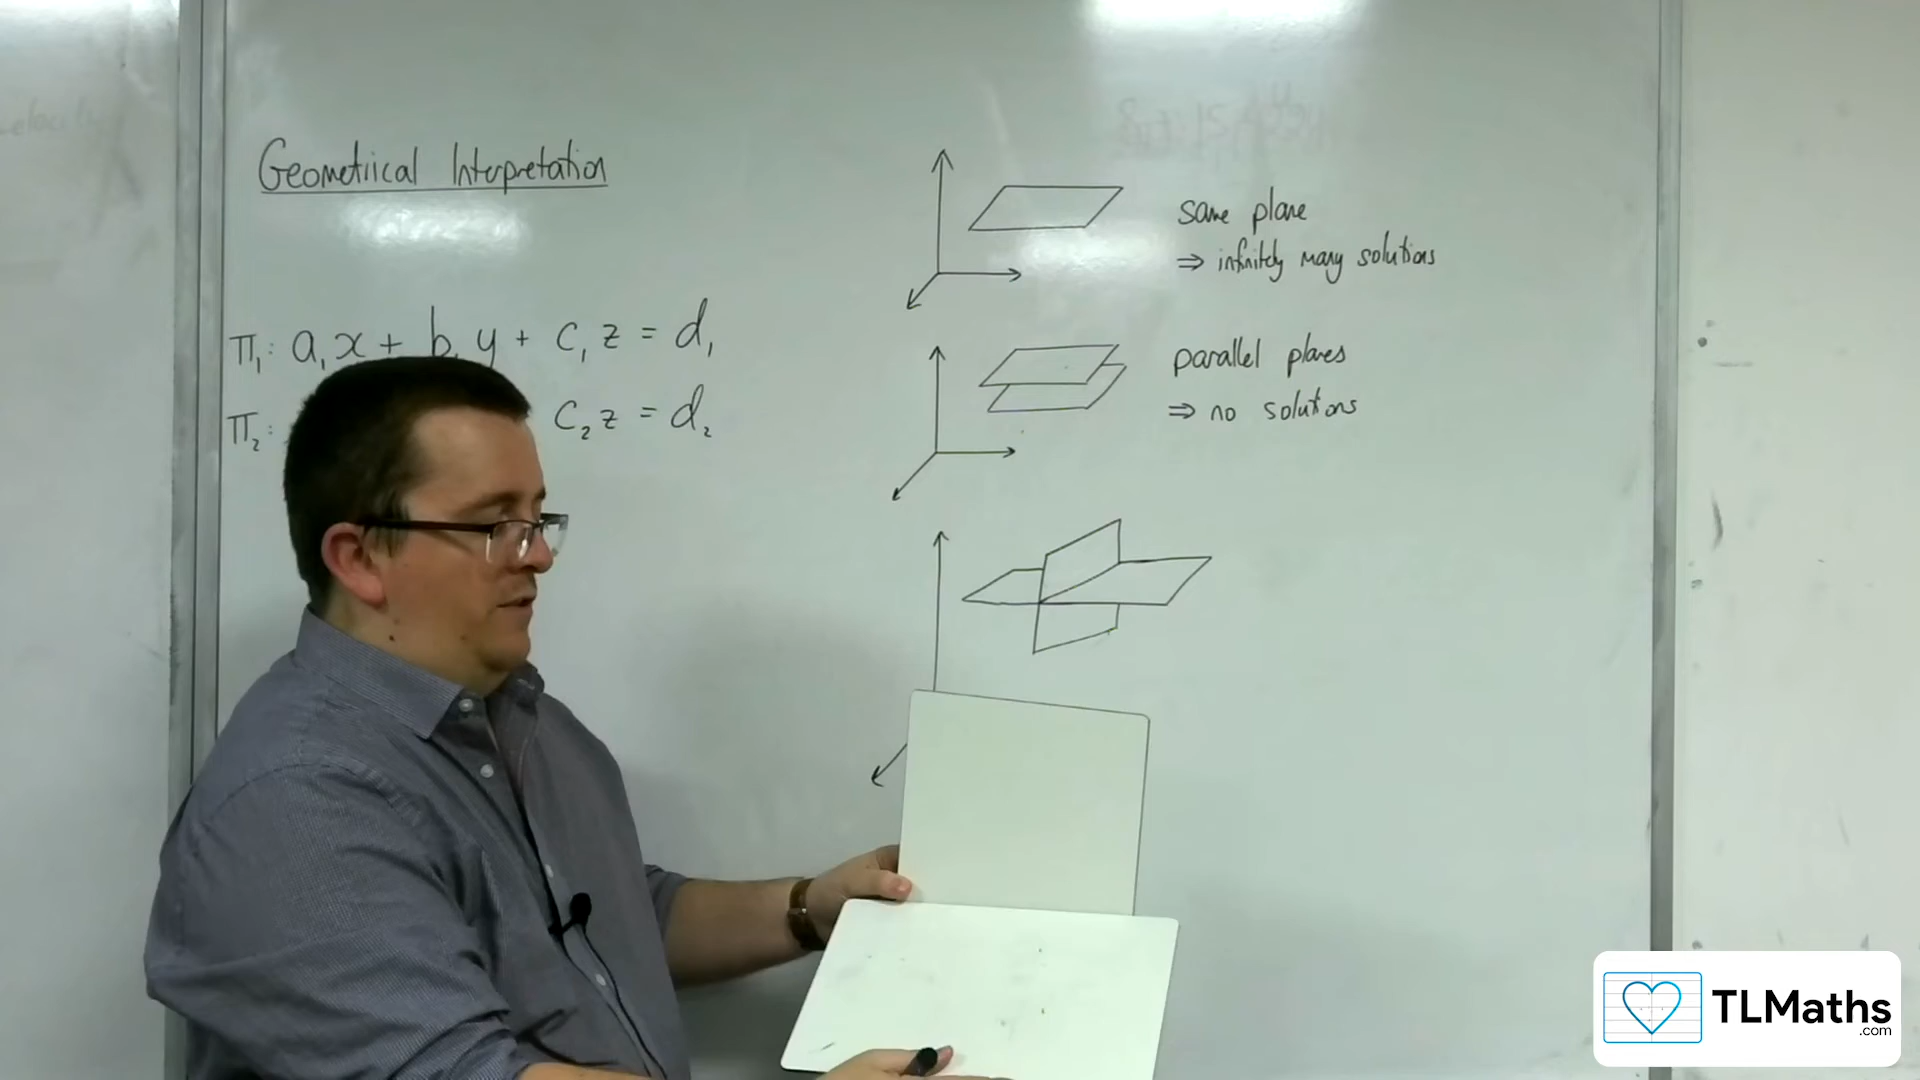 Geometrical Interpretation
π₁: a₁x + b₁y + c₁z = d₁
π₂: c₂z = d₂
same plane
⇒ infinitely many solutions
parallel planes
⇒ no solutions
TLMaths
.com